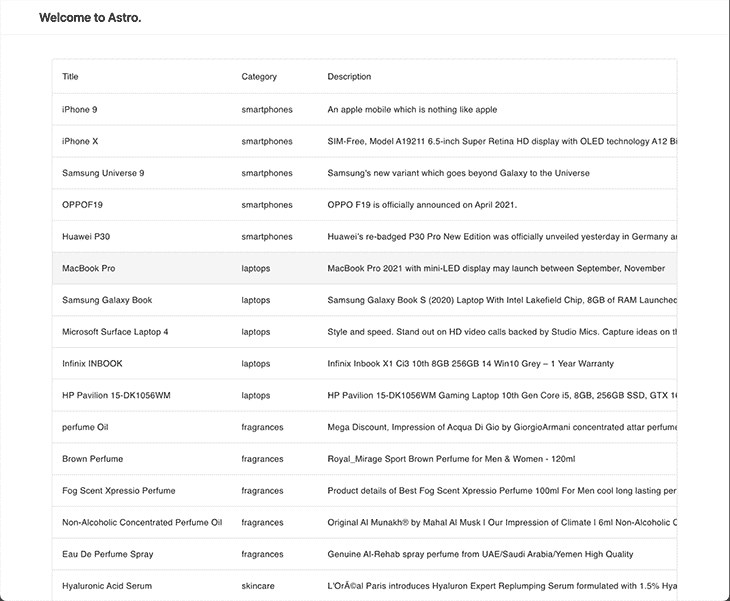 Welcome to Astro.
Title Category Description
iPhone 9 smartphones An apple mobile which is nothing like apple
iPhone X smartphones SIM-Free, Model A19211 6.5-inch Super Retina HD display with OLED technology A12 Bi
Samsung Universe 9 smartphones Samsung's new variant which goes beyond Galaxy to the Universe
OPPOF19 smartphones OPPO F19 is officially announced on April 2021.
Huawei P30 smartphones Huawei's re-badged P30 Pro New Edition was officially unveiled yesterday in Germany a
MacBook Pro laptops MacBook Pro 2021 with mini-LED display may launch between September, November
Samsung Galaxy Book laptops Samsung Galaxy Book S (2020) Laptop With Intel Lakefield Chip, 8GB of RAM Launched
Microsoft Surface Laptop 4 laptops Style and speed. Stand out on HD video calls backed by Studio Mics. Capture ideas on th
Infinix INBOOK laptops Infinix Inbook X1 Ci3 10th 8GB 256GB 14 Win10 Grey – 1 Year Warranty
HP Pavilion 15-DK1056WM laptops HP Pavilion 15-DK1056WM Gaming Laptop 10th Gen Core i5, 8GB, 256GB SSD, GTX 16
perfume Oil fragrances Mega Discount, Impression of Acqua Di Gio by GiorgioArmani concentrated attar perfume
Brown Perfume fragrances Royal_Mirage Sport Brown Perfume for Men & Women - 120ml
Fog Scent Xpressio Perfume fragrances Product details of Best Fog Scent Xpressio Perfume 100ml For Men cool long lasting per
Non-Alcoholic Concentrated Perfume Oil fragrances Original Al Munakh® by Mahal Al Musk | Our Impression of Climate | 6ml Non-Alcoholic C
Eau De Perfume Spray fragrances Genuine Al-Rehab spray perfume from UAE/Saudi Arabia/Yemen High Quality
Hyaluronic Acid Serum skincare L'OrÃ©al Paris introduces Hyaluron Expert Replumping Serum formulated with 1.5% Hya